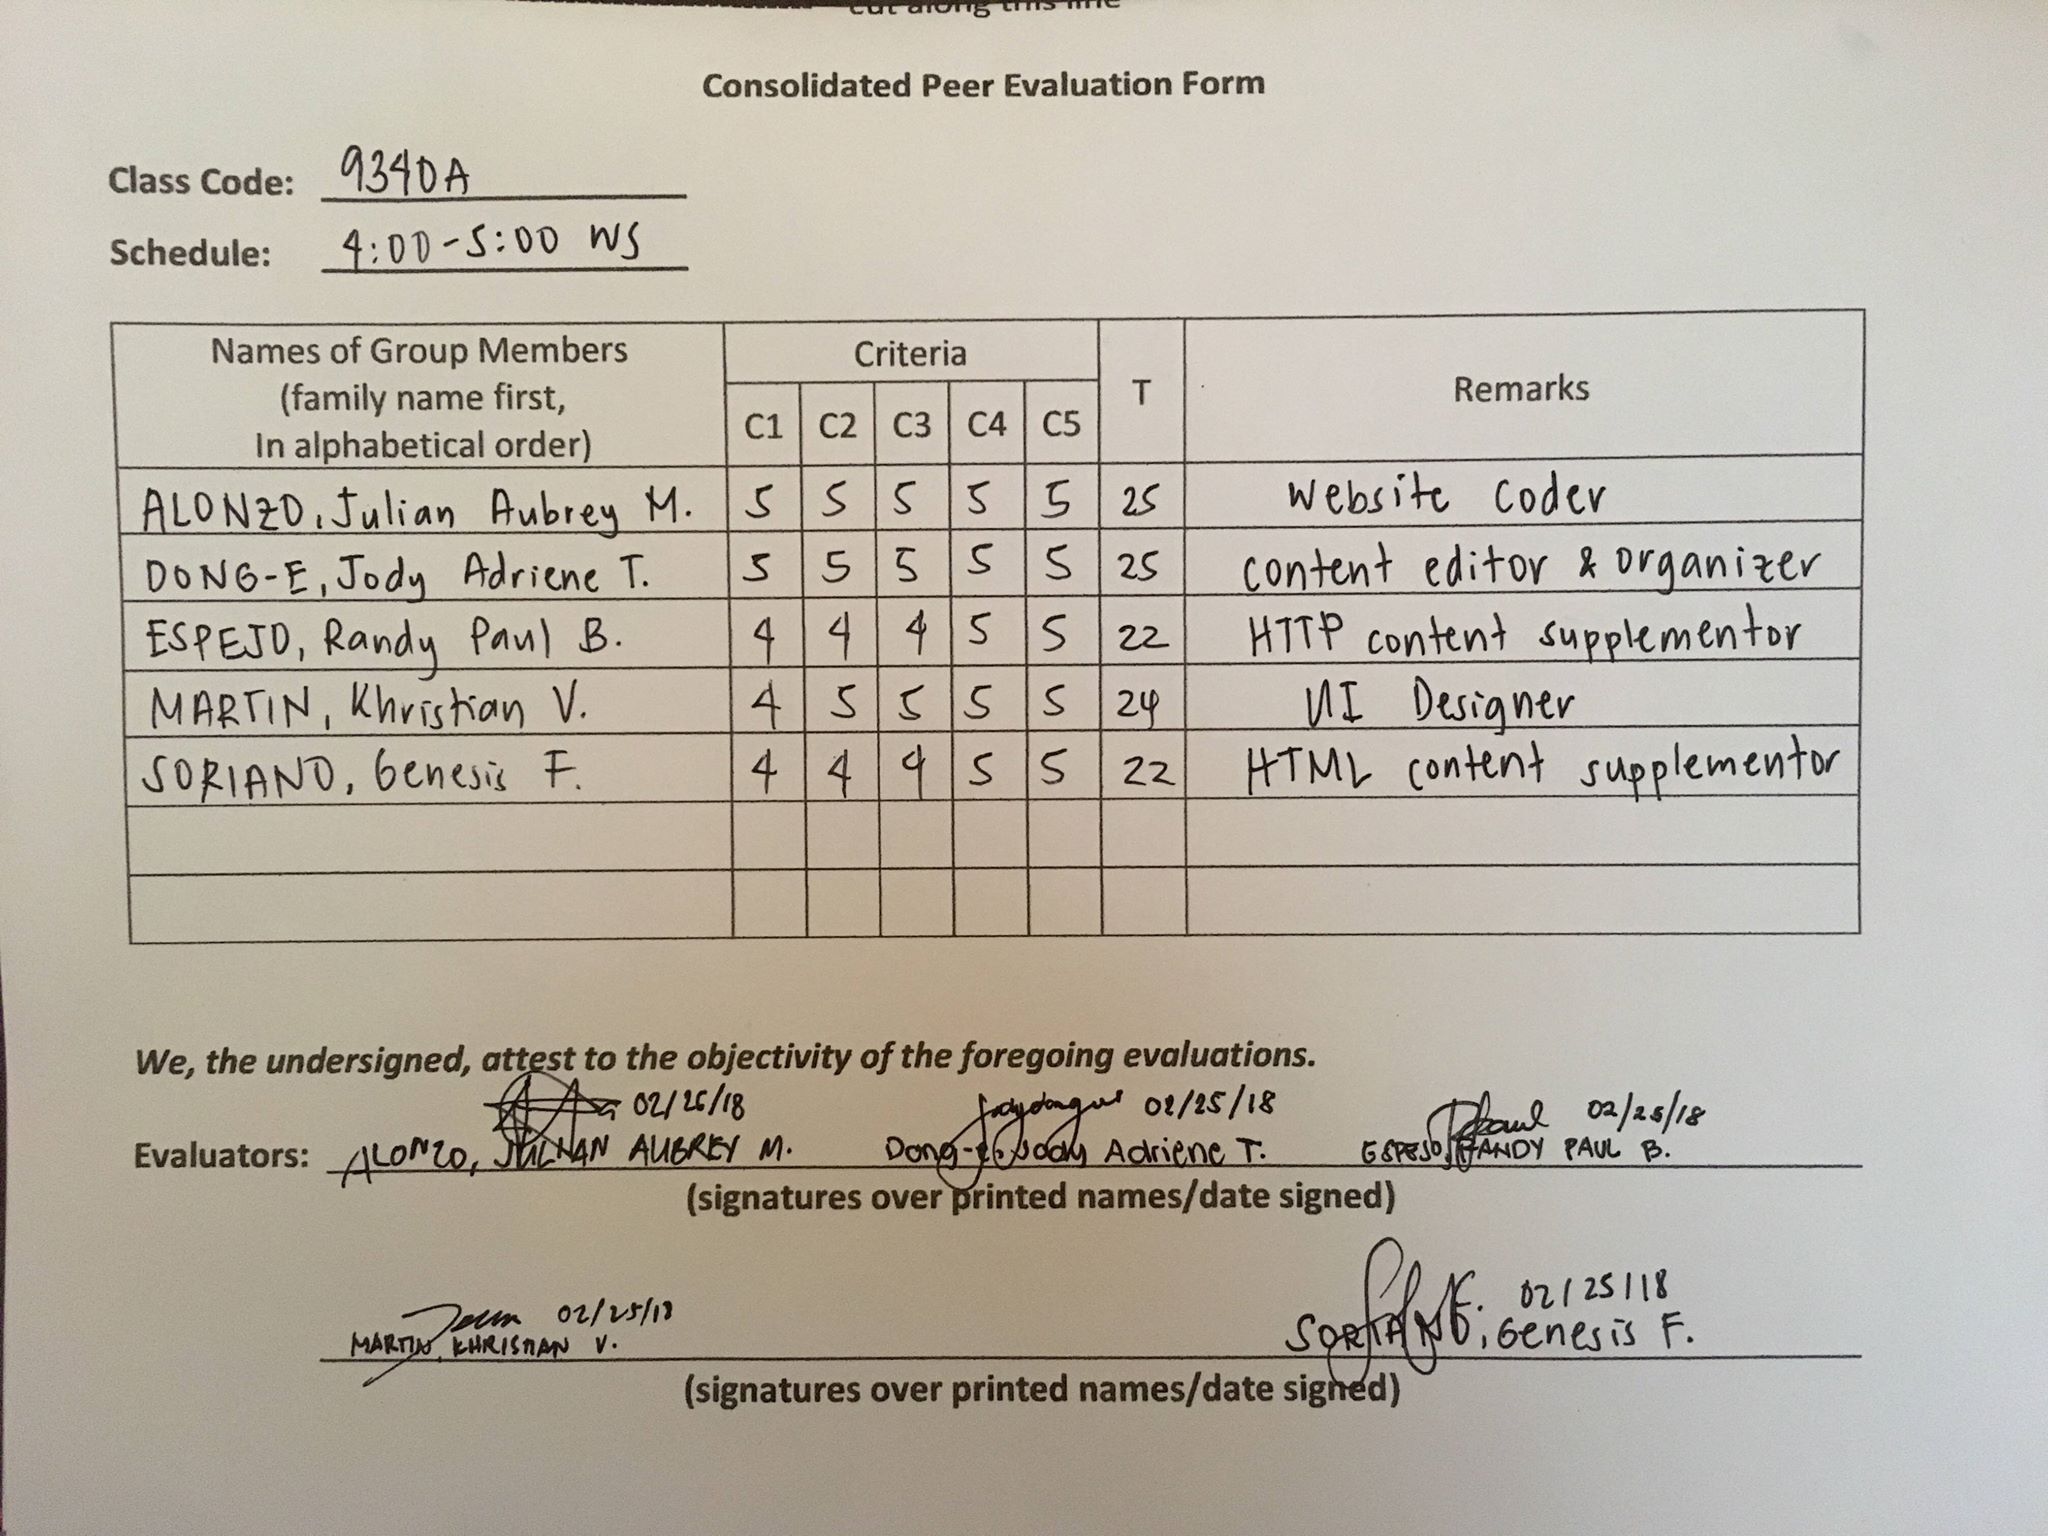 cut along this line
Consolidated Peer Evaluation Form
Class Code: 9340A
Schedule: 4:00-5:00 WS
Names of Group Members
(family name first,
In alphabetical order)
Criteria
T
Remarks
C1 C2 C3 C4 C5
ALONZO, Julian Aubrey M. 5 5 5 5 5 25 Website Coder
DONG-E, Jody Adriene T. 5 5 5 5 5 25 content editor & organizer
ESPEJO, Randy Paul B. 4 4 4 5 5 22 HTTP content supplementor
MARTIN, Khristian V. 4 5 5 5 5 24 UI Designer
SORIANO, Genesis F. 4 4 4 5 5 22 HTML content supplementor
We, the undersigned, attest to the objectivity of the foregoing evaluations.
02/25/18 02/25/18
Evaluators: ALONZO, JULIAN AUBREY M. Dong-e, Jody Adriene T. ESPEJO, RANDY PAUL B.
(signatures over printed names/date signed)
02/25/18 02/25/18
MARTIN, KHRISTIAN V. SORIANO, Genesis F.
(signatures over printed names/date signed)